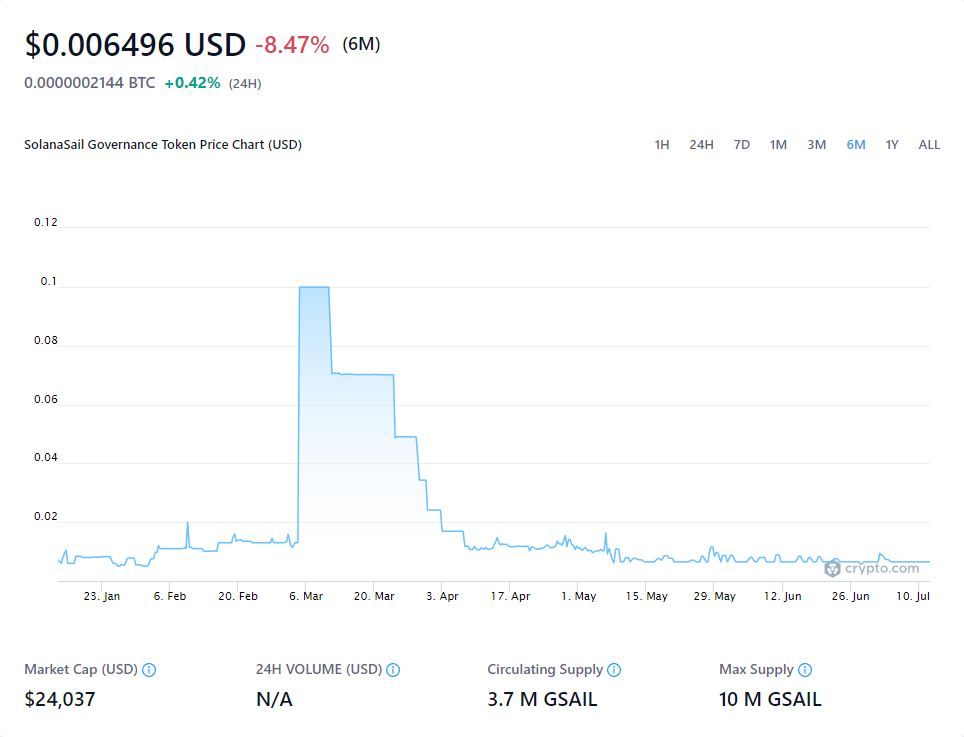 $0.006496 USD -8.47% (6M)
0.0000002144 BTC +0.42% (24H)
SolanaSail Governance Token Price Chart (USD) 1H 24H 7D 1M 3M 6M 1Y ALL
0.12
0.1
0.08
0.06
0.04
0.02
crypto.com
23. Jan 6. Feb 20. Feb 6. Mar 20. Mar 3. Apr 17. Apr 1. May 15. May 29. May 12. Jun 26. Jun 10. Jul
Market Cap (USD) 24H VOLUME (USD) Circulating Supply Max Supply
$24,037 N/A 3.7 M GSAIL 10 M GSAIL